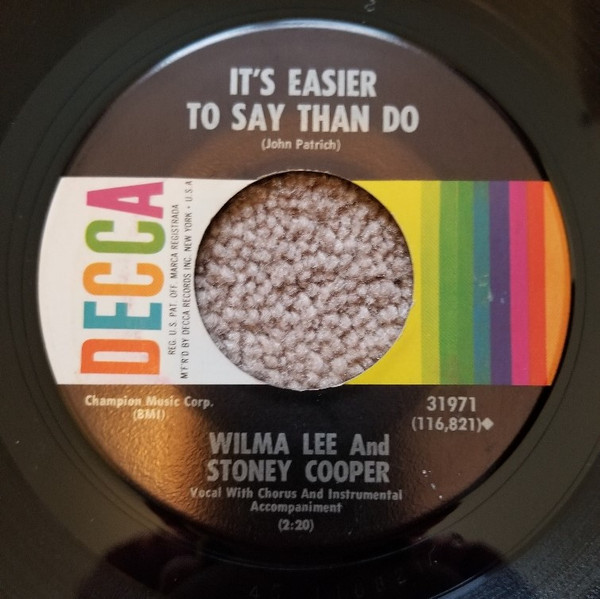 IT'S EASIER
TO SAY THAN DO
(John Patrich)
DECCA
REG. U.S. PAT. OFF. MARCA REGISTRADA
M'F'R'D BY DECCA RECORDS INC. NEW YORK • U.S.A
Champion Music Corp.
(BMI)
31971
(116,821)◆
WILMA LEE And
STONEY COOPER
Vocal With Chorus And Instrumental
Accompaniment
(2:20)